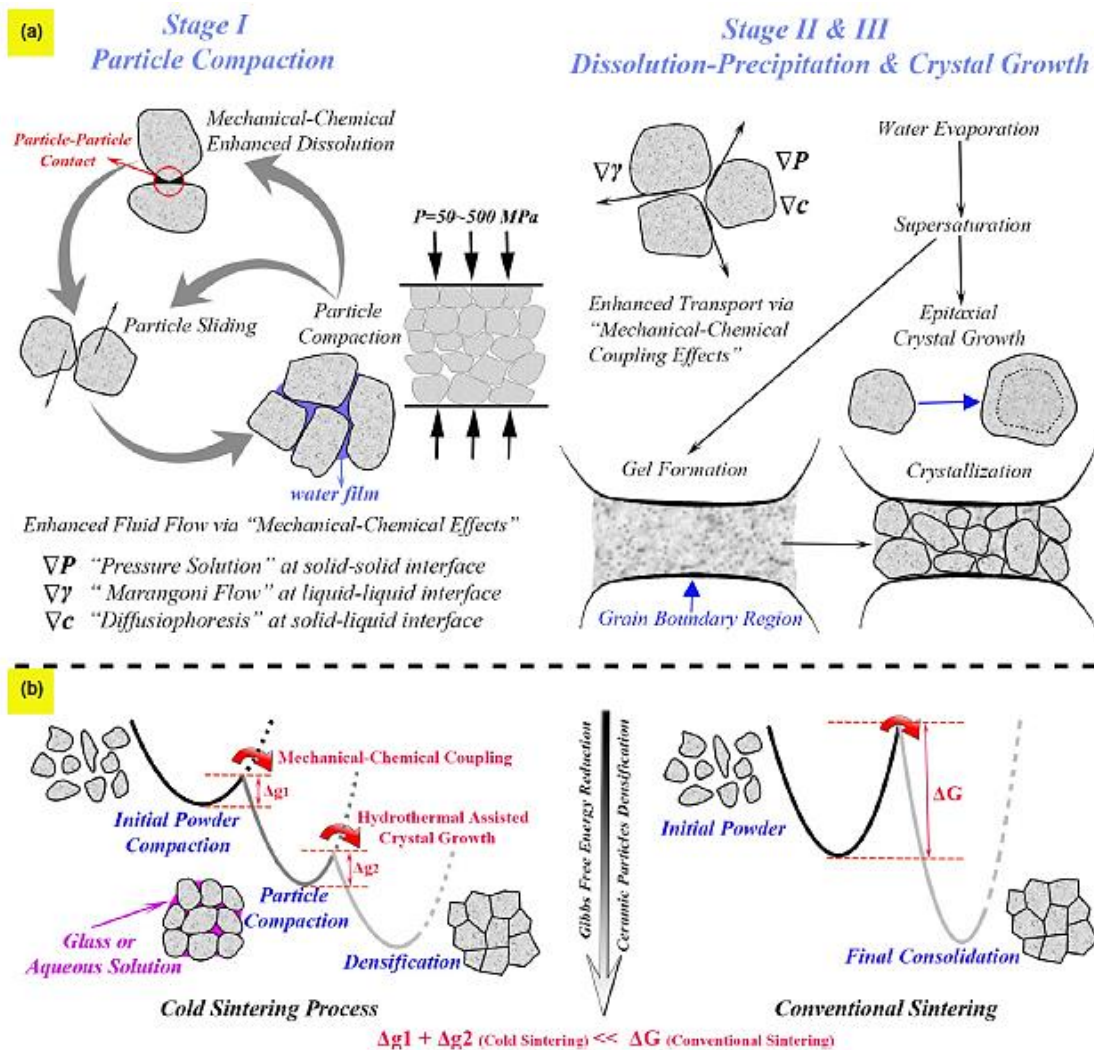 (a)
Stage I
Particle Compaction
Mechanical-Chemical
Enhanced Dissolution
Particle-Particle
Contact
P=50~500 MPa
Particle Sliding
Particle
Compaction
water film
Enhanced Fluid Flow via “Mechanical-Chemical Effects”
∇P “Pressure Solution” at solid-solid interface
∇γ “Marangoni Flow” at liquid-liquid interface
∇c “Diffusiophoresis” at solid-liquid interface
Stage II & III
Dissolution-Precipitation & Crystal Growth
∇γ
∇P
∇c
Water Evaporation
Supersaturation
Enhanced Transport via
“Mechanical-Chemical
Coupling Effects”
Epitaxial
Crystal Growth
Gel Formation
Crystallization
Grain Boundary Region
(b)
Mechanical-Chemical Coupling
Δg1
Initial Powder
Compaction
Hydrothermal Assisted
Crystal Growth
Δg2
Particle
Compaction
Glass or
Aqueous Solution
Densification
Cold Sintering Process
Gibbs Free Energy Reduction
Ceramic Particles Densification
ΔG
Initial Powder
Final Consolidation
Conventional Sintering
Δg1 + Δg2 (Cold Sintering) << ΔG (Conventional Sintering)